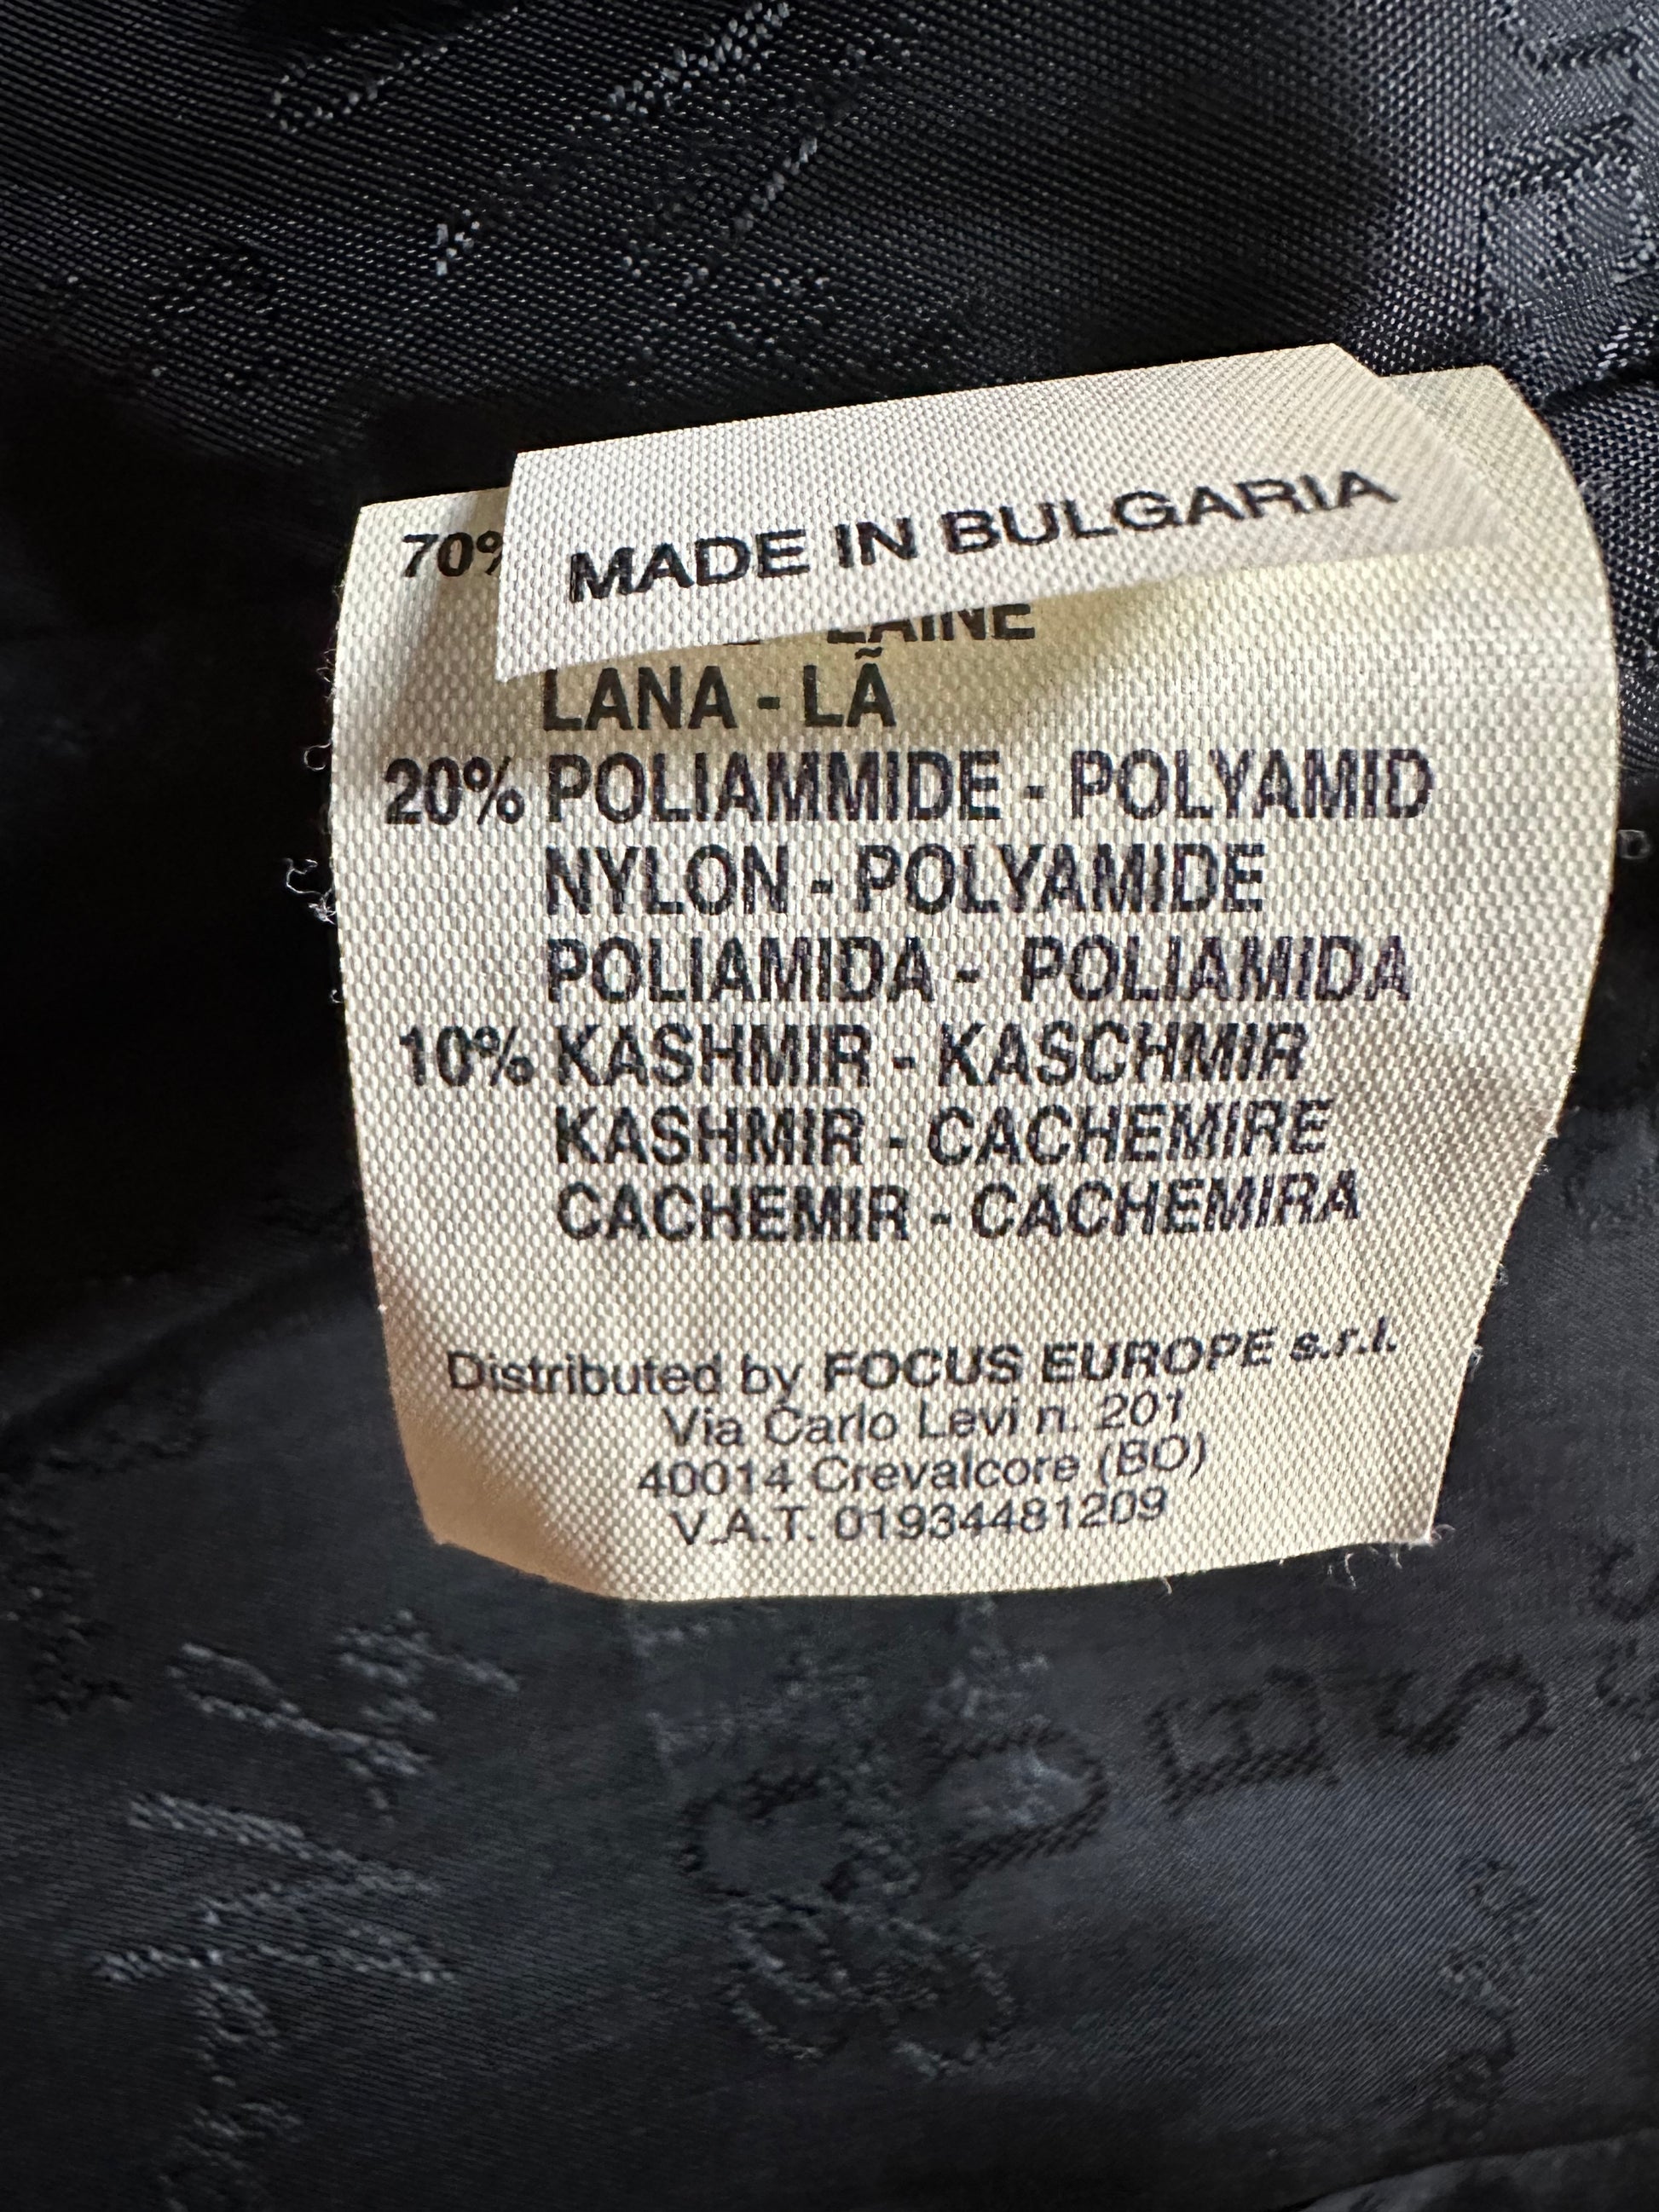 MADE IN BULGARIA
70%
LAINE
LANA - LÃ
20% POLIAMMIDE - POLYAMID
NYLON - POLYAMIDE
POLIAMIDA - POLIAMIDA
10% KASHMIR - KASCHMIR
KASHMIR - CACHEMIRE
CACHEMIR - CACHEMIRA
Distributed by FOCUS EUROPE s.r.l.
Via Carlo Levi n. 201
40014 Crevalcore (BO)
V.A.T. 01934481209